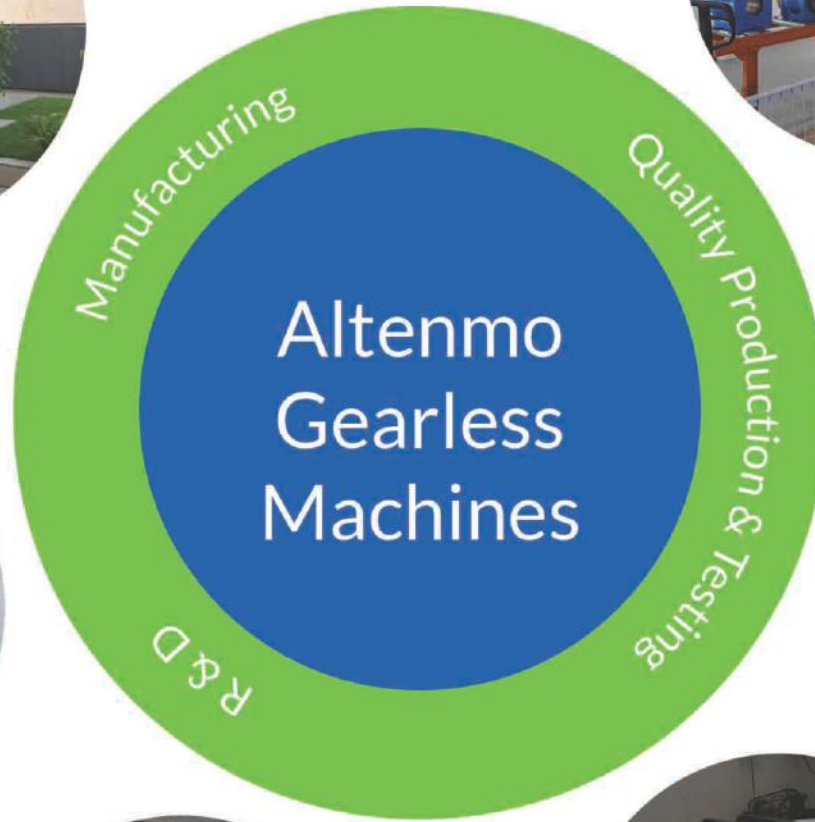 Manufacturing
Quality Production & Testing
Altenmo
Gearless
Machines
R & D